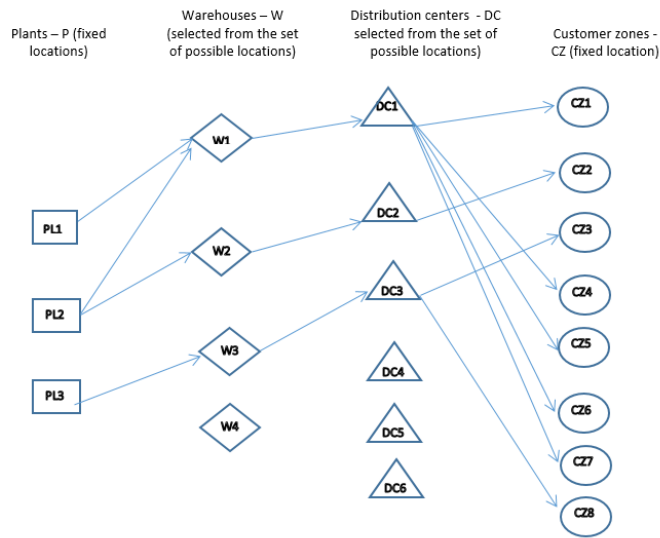 Plants – P (fixed
locations)
Warehouses – W
(selected from the set
of possible locations)
Distribution centers - DC
selected from the set of
possible locations)
Customer zones -
CZ (fixed location)
PL1
PL2
PL3
W1
W2
W3
W4
DC1
DC2
DC3
DC4
DC5
DC6
CZ1
CZ2
CZ3
CZ4
CZ5
CZ6
CZ7
CZ8